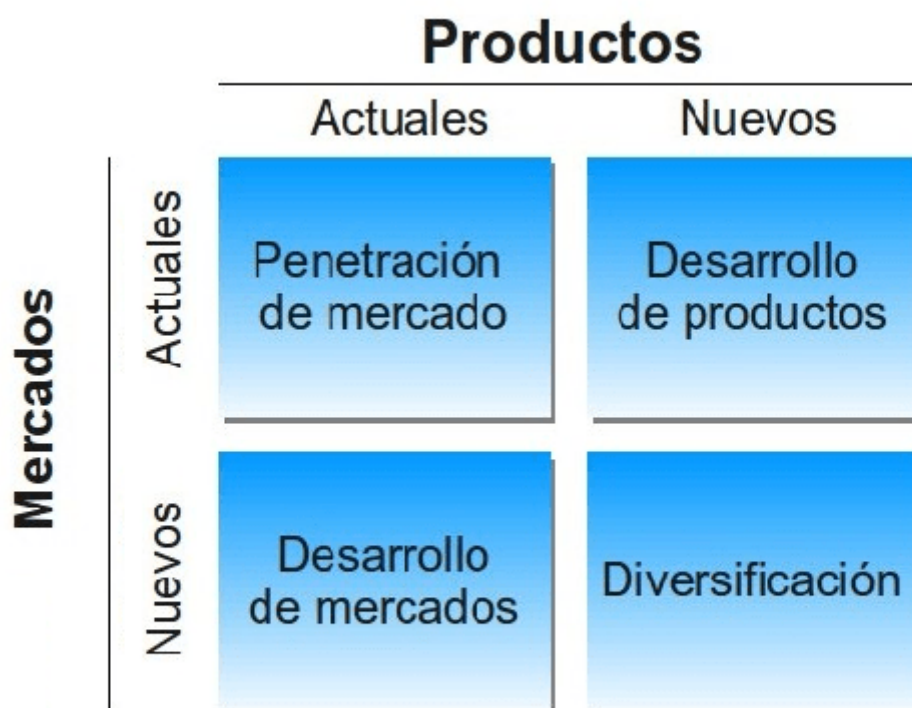 Productos
Actuales Nuevos
Mercados
Actuales
Penetración
de mercado
Desarrollo
de productos
Nuevos
Desarrollo
de mercados
Diversificación